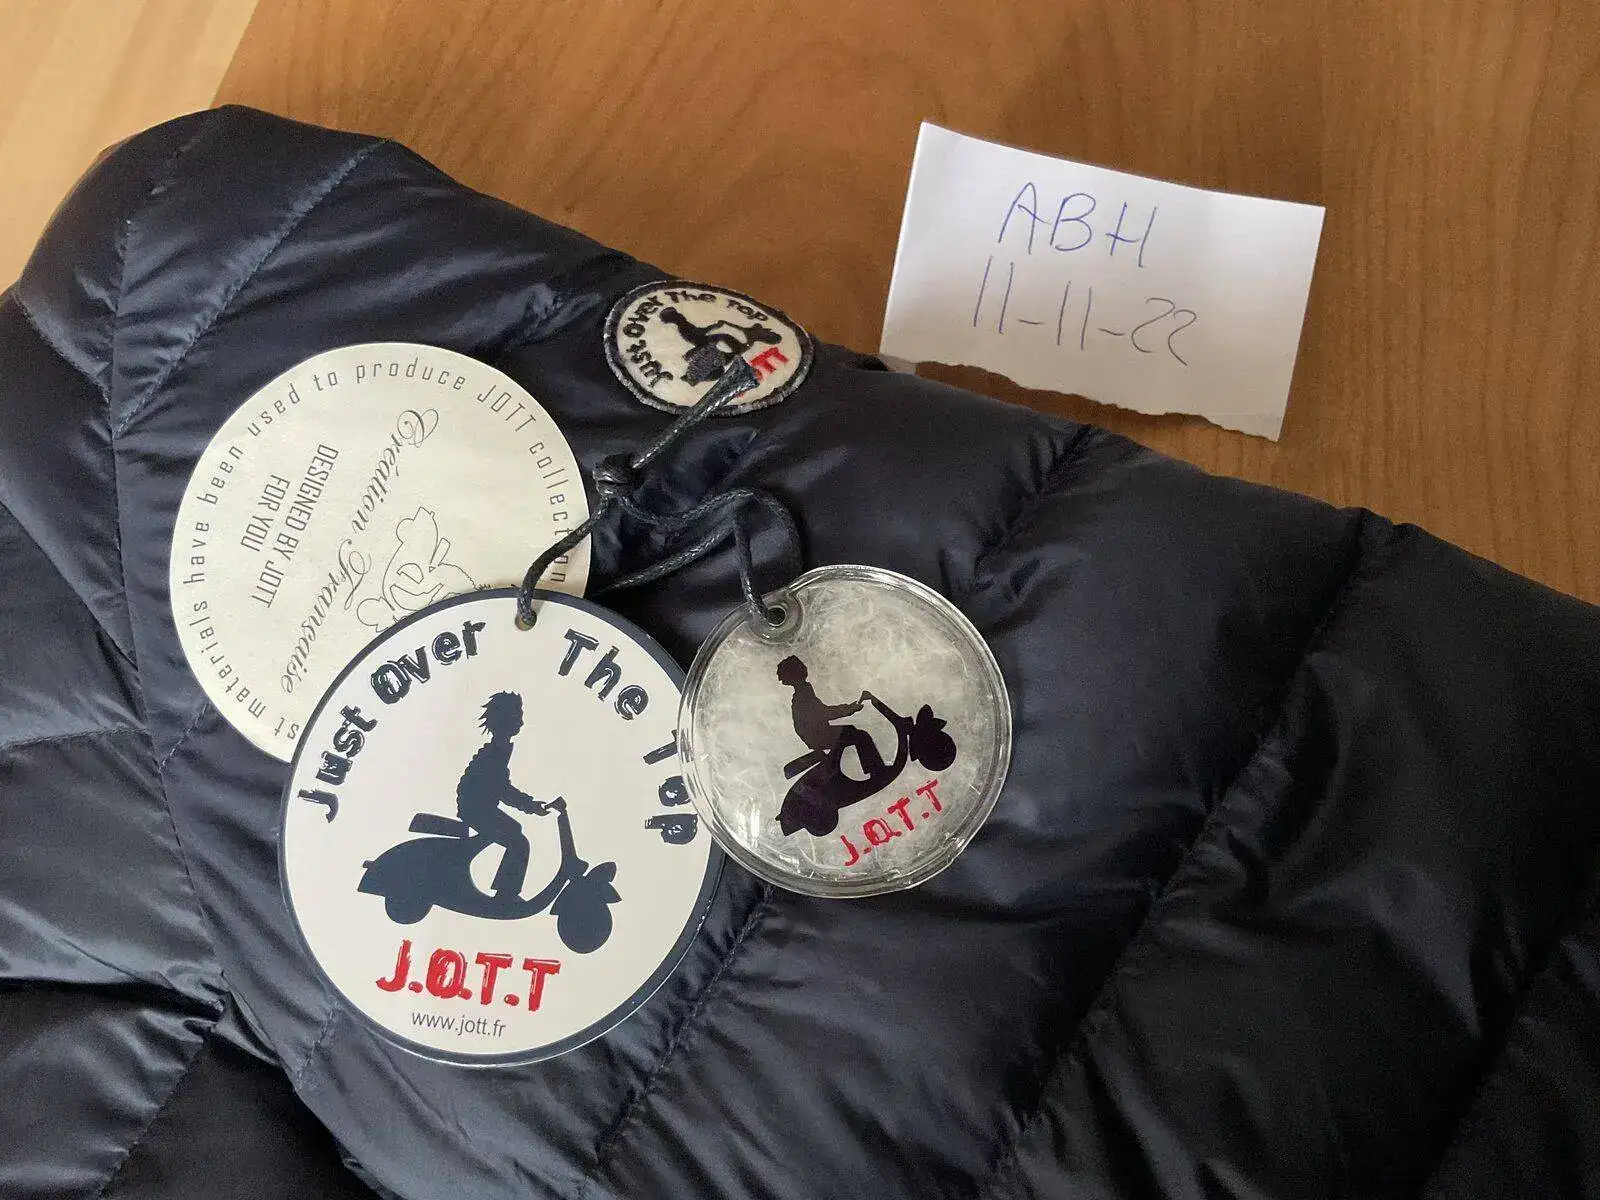 ABH
11-11-22
Just Over The TOP
st materials have been used to produce JOTT collection
Création Française
DESIGNED BY JOTT
FOR YOU
Just Over The Top
J.O.T.T
www.jott.fr
J.O.T.T